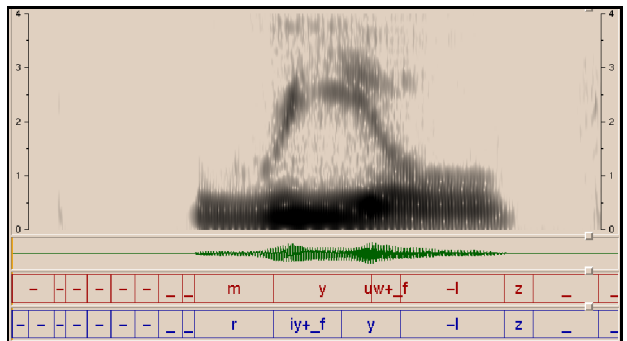 4 4
3 3
2 2
1 1
0 0
– – – – – – _ _ m y uw+_f –l z _ _
– – – – – – – _ _ r iy+_f y –l z _ –